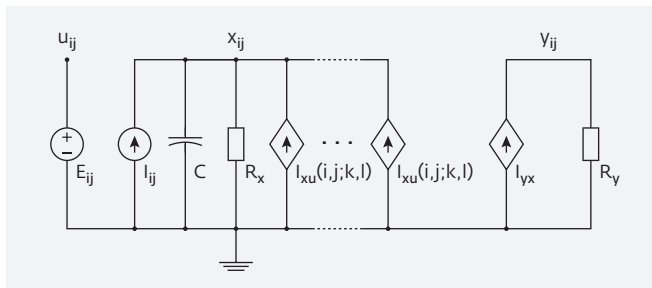 u_ij x_ij y_ij
+
−
E_ij I_ij C R_x I_xu(i,j;k,l) ... I_xu(i,j;k,l) I_yx R_y